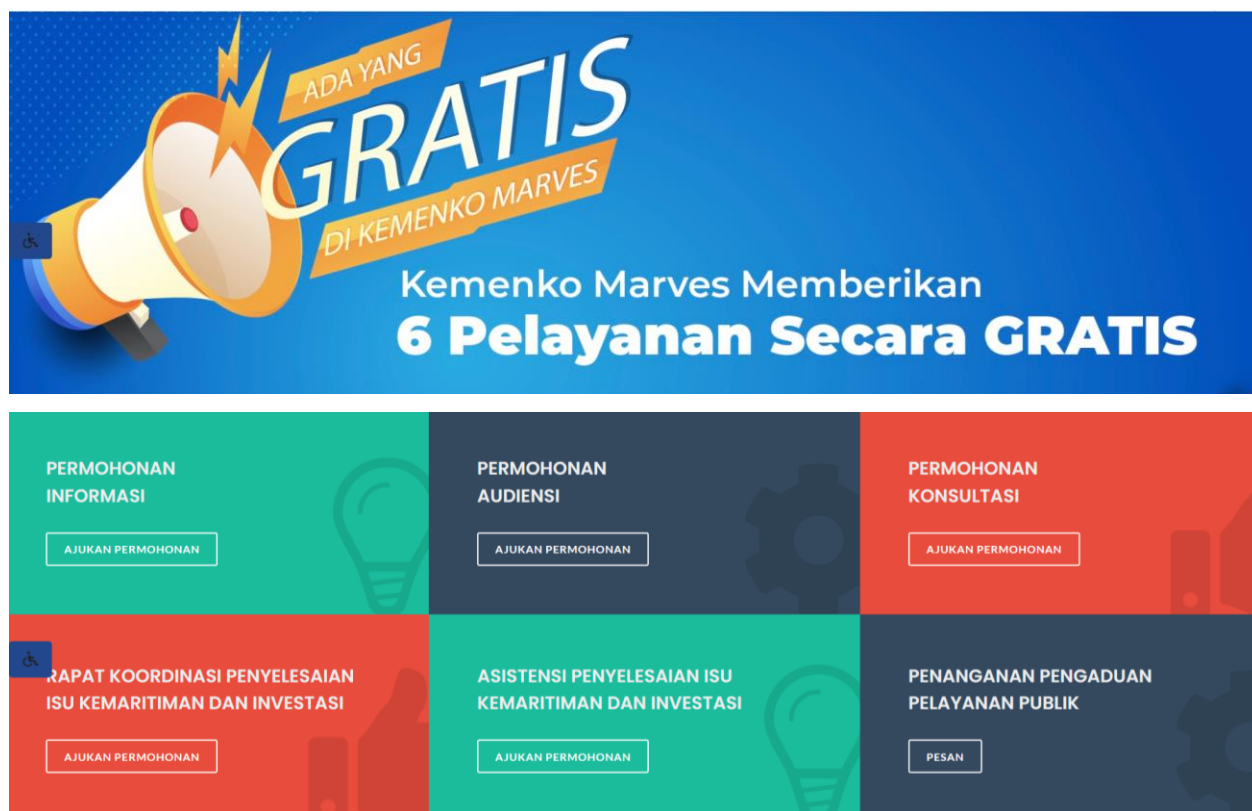 ADA YANG
GRATIS
DI KEMENKO MARVES
Kemenko Marves Memberikan
6 Pelayanan Secara GRATIS
PERMOHONAN
INFORMASI
AJUKAN PERMOHONAN
PERMOHONAN
AUDIENSI
AJUKAN PERMOHONAN
PERMOHONAN
KONSULTASI
AJUKAN PERMOHONAN
RAPAT KOORDINASI PENYELESAIAN
ISU KEMARITIMAN DAN INVESTASI
AJUKAN PERMOHONAN
ASISTENSI PENYELESAIAN ISU
KEMARITIMAN DAN INVESTASI
AJUKAN PERMOHONAN
PENANGANAN PENGADUAN
PELAYANAN PUBLIK
PESAN